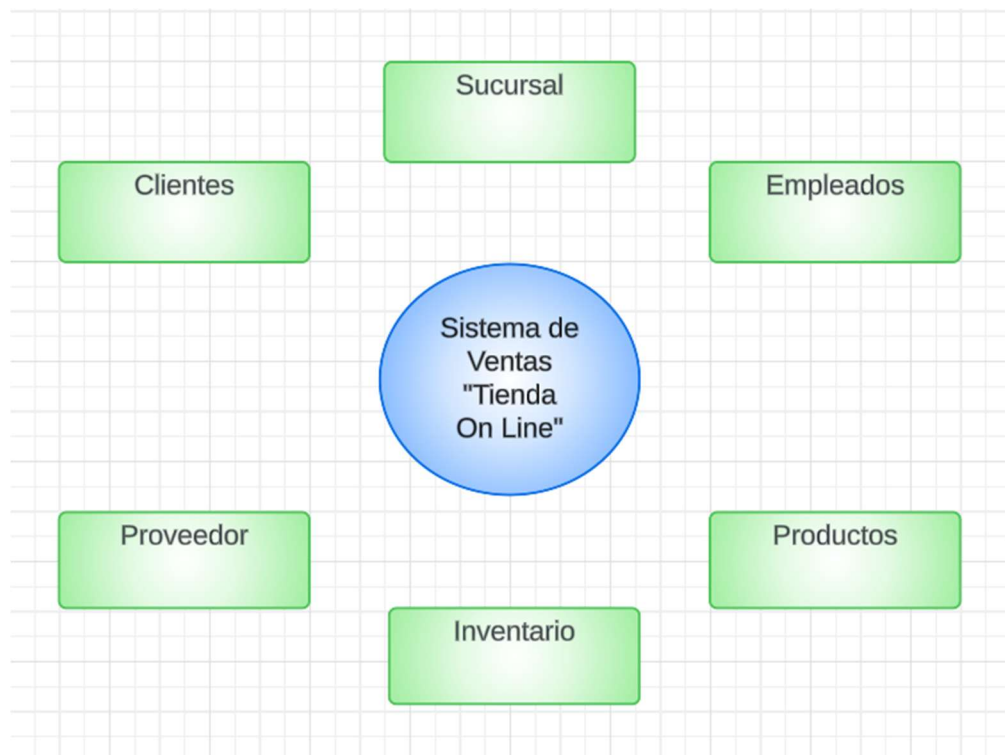 Sucursal
Clientes
Empleados
Sistema de
Ventas
"Tienda
On Line"
Proveedor
Productos
Inventario